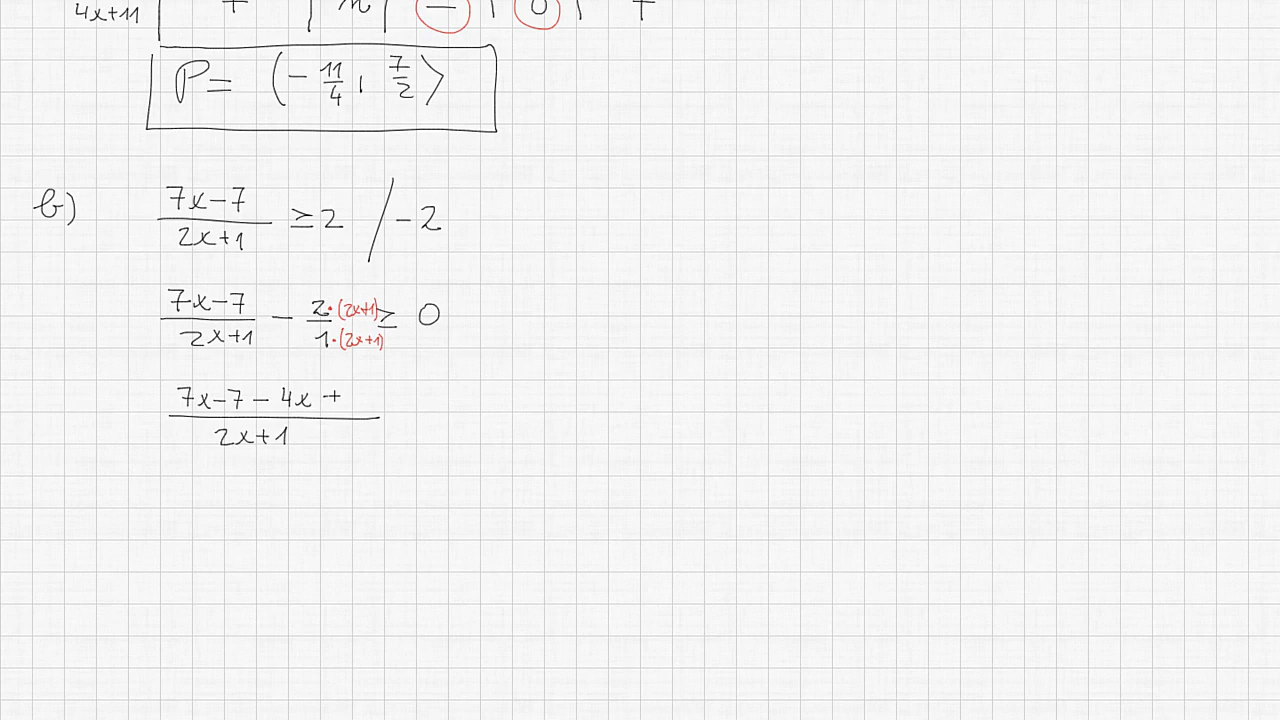 4x+11 | + | n | − | 0 | +
P = (− 11/4 , 7/2 ⟩
b) (7x−7)/(2x+1) ≥ 2 / −2
(7x−7)/(2x+1) − 2·(2x+1)/1·(2x+1) ≥ 0
(7x−7−4x+)/(2x+1)